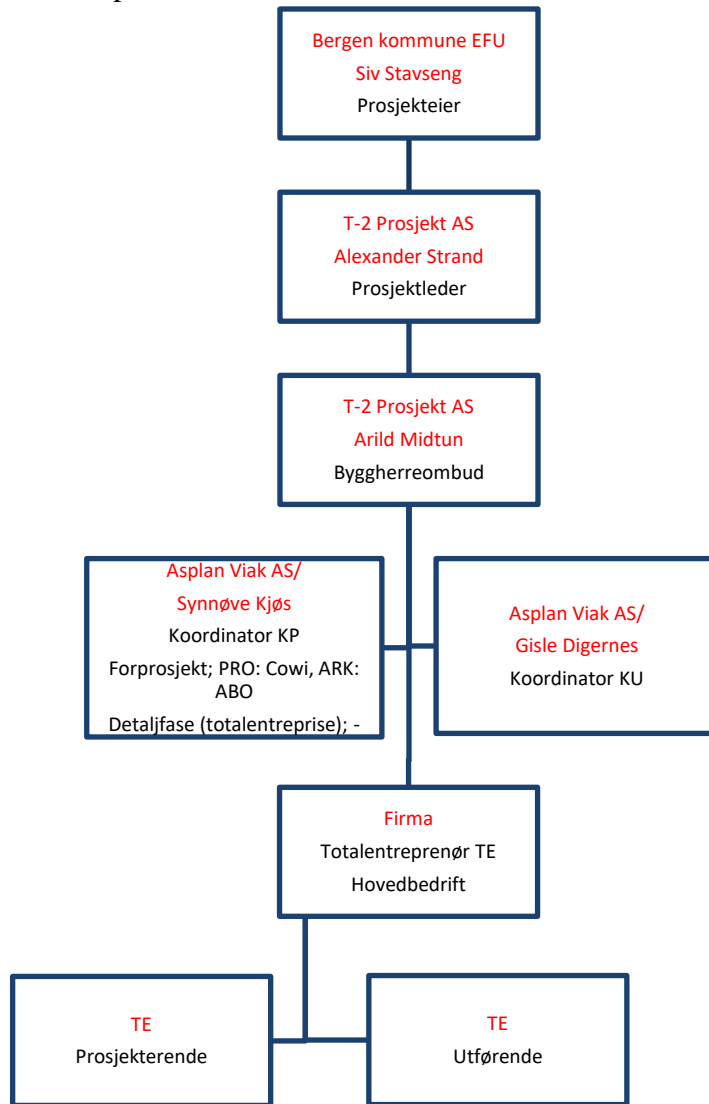 Bergen kommune EFU
Siv Stavseng
Prosjekteier
T-2 Prosjekt AS
Alexander Strand
Prosjektleder
T-2 Prosjekt AS
Arild Midtun
Byggherreombud
Asplan Viak AS/
Synnøve Kjøs
Koordinator KP
Forprosjekt; PRO: Cowi, ARK:
ABO
Detaljfase (totalentreprise); -
Asplan Viak AS/
Gisle Digernes
Koordinator KU
Firma
Totalentreprenør TE
Hovedbedrift
TE
Prosjekterende
TE
Utførende